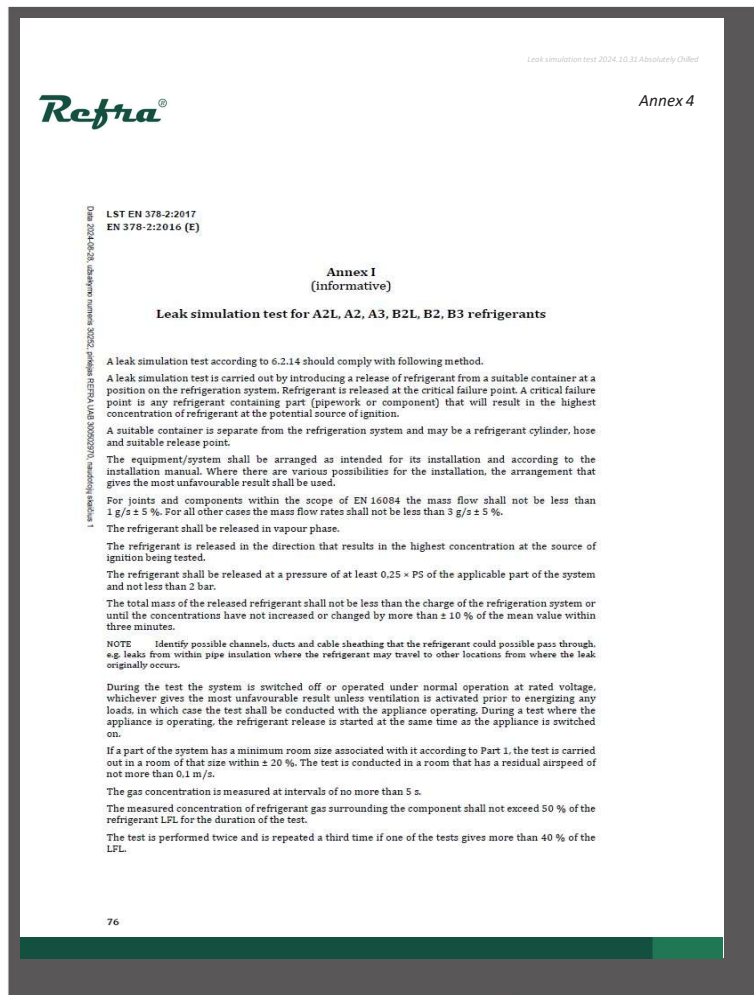 Leak simulation test 2024.10.31 Absolutely Chilled
Refra®
Annex 4
Data 2024-08-28, užsakymo numeris 30252, pirkėjas REFRA UAB 300502970, naudotojų skaičius 1
LST EN 378-2:2017
EN 378-2:2016 (E)
Annex I
(informative)
Leak simulation test for A2L, A2, A3, B2L, B2, B3 refrigerants
A leak simulation test according to 6.2.14 should comply with following method.
A leak simulation test is carried out by introducing a release of refrigerant from a suitable container at a
position on the refrigeration system. Refrigerant is released at the critical failure point. A critical failure
point is any refrigerant containing part (pipework or component) that will result in the highest
concentration of refrigerant at the potential source of ignition.
A suitable container is separate from the refrigeration system and may be a refrigerant cylinder, hose
and suitable release point.
The equipment/system shall be arranged as intended for its installation and according to the
installation manual. Where there are various possibilities for the installation, the arrangement that
gives the most unfavourable result shall be used.
For joints and components within the scope of EN 16084 the mass flow shall not be less than
1 g/s ± 5 %. For all other cases the mass flow rates shall not be less than 3 g/s ± 5 %.
The refrigerant shall be released in vapour phase.
The refrigerant is released in the direction that results in the highest concentration at the source of
ignition being tested.
The refrigerant shall be released at a pressure of at least 0,25 × PS of the applicable part of the system
and not less than 2 bar.
The total mass of the released refrigerant shall not be less than the charge of the refrigeration system or
until the concentrations have not increased or changed by more than ± 10 % of the mean value within
three minutes.
NOTE Identify possible channels, ducts and cable sheathing that the refrigerant could possible pass through,
e.g. leaks from within pipe insulation where the refrigerant may travel to other locations from where the leak
originally occurs.
During the test the system is switched off or operated under normal operation at rated voltage,
whichever gives the most unfavourable result unless ventilation is activated prior to energizing any
loads, in which case the test shall be conducted with the appliance operating. During a test where the
appliance is operating, the refrigerant release is started at the same time as the appliance is switched
on.
If a part of the system has a minimum room size associated with it according to Part 1, the test is carried
out in a room of that size within ± 20 %. The test is conducted in a room that has a residual airspeed of
not more than 0,1 m/s.
The gas concentration is measured at intervals of no more than 5 s.
The measured concentration of refrigerant gas surrounding the component shall not exceed 50 % of the
refrigerant LFL for the duration of the test.
The test is performed twice and is repeated a third time if one of the tests gives more than 40 % of the
LFL.
76